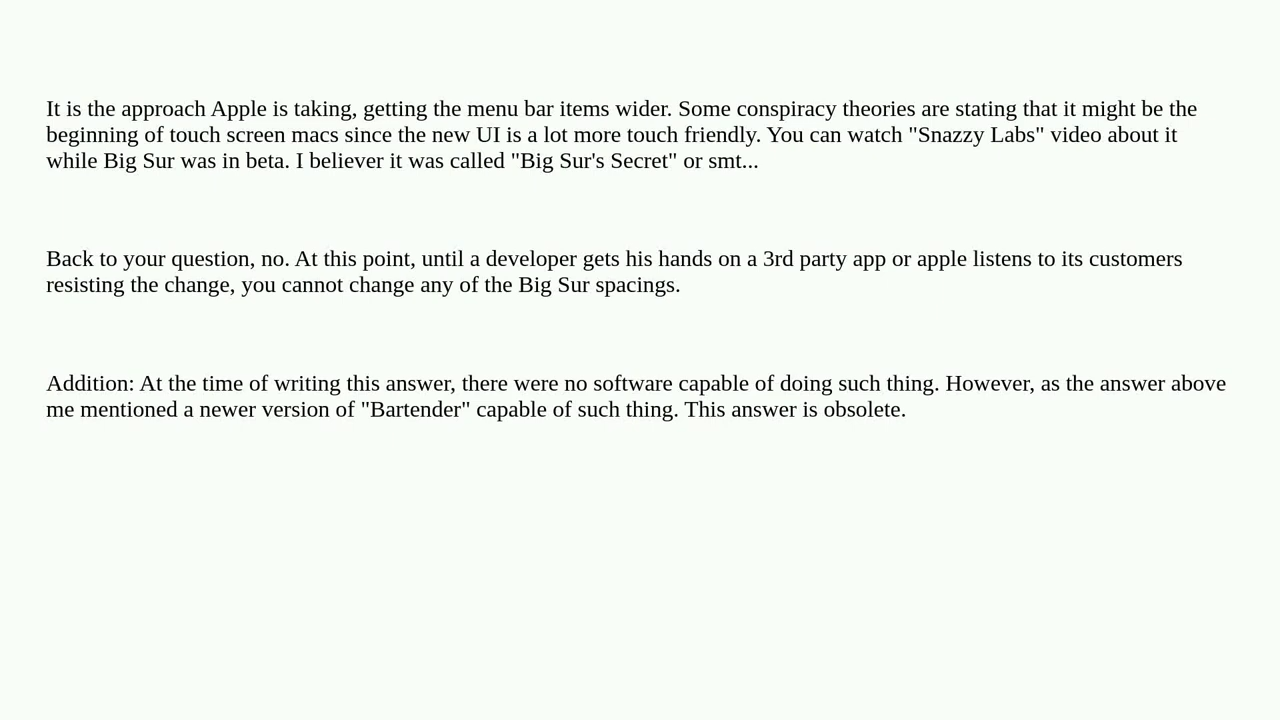 It is the approach Apple is taking, getting the menu bar items wider. Some conspiracy theories are stating that it might be the
beginning of touch screen macs since the new UI is a lot more touch friendly. You can watch "Snazzy Labs" video about it
while Big Sur was in beta. I believer it was called "Big Sur's Secret" or smt...
Back to your question, no. At this point, until a developer gets his hands on a 3rd party app or apple listens to its customers
resisting the change, you cannot change any of the Big Sur spacings.
Addition: At the time of writing this answer, there were no software capable of doing such thing. However, as the answer above
me mentioned a newer version of "Bartender" capable of such thing. This answer is obsolete.